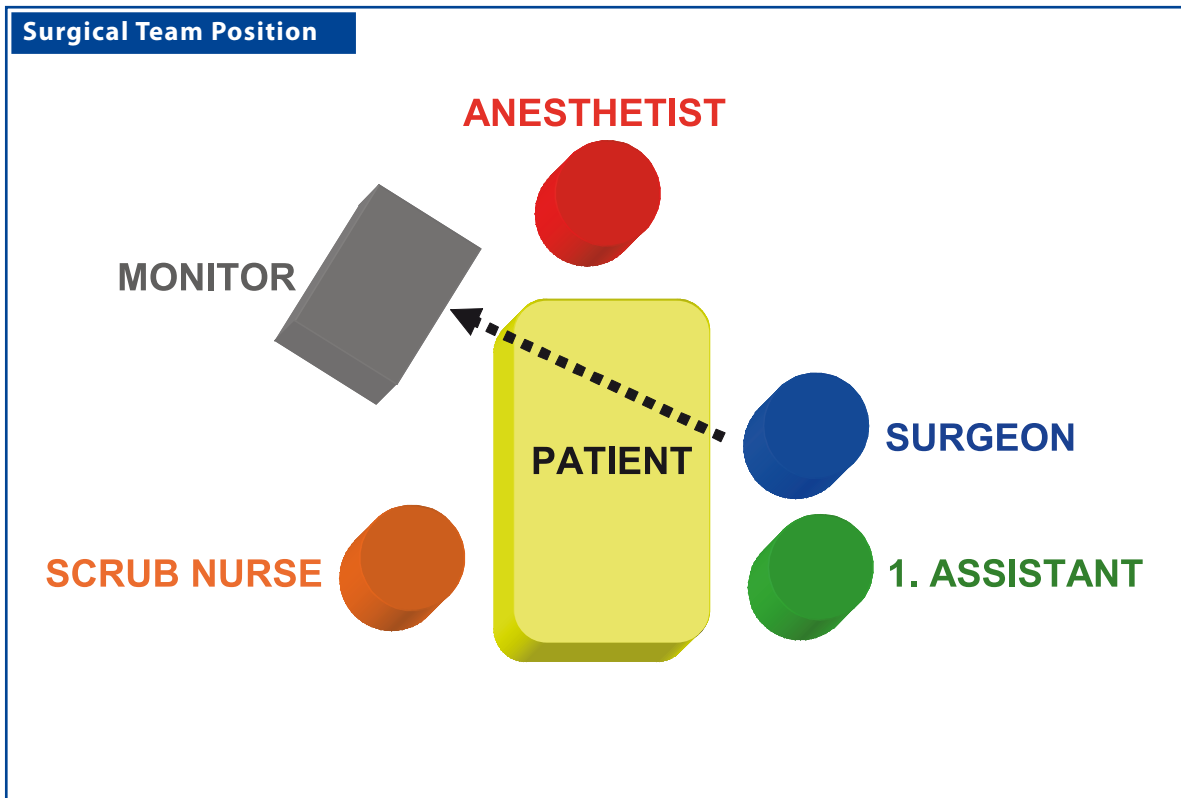 Surgical Team Position
ANESTHETIST
MONITOR
SURGEON
PATIENT
SCRUB NURSE
1. ASSISTANT